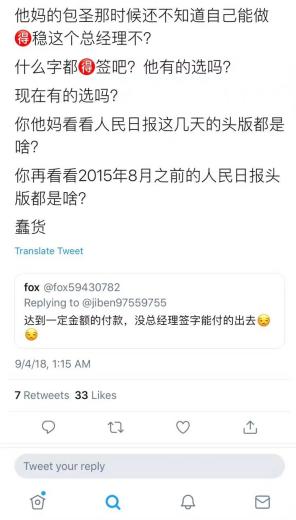 他妈的包圣那时候还不知道自己能做
🉐稳这个总经理不?
什么字都🉐签吧？他有的选吗?
现在有的选吗?
你他妈看看人民日报这几天的头版都是
啥?
你再看看2015年8月之前的人民日报头
版都是啥?
蠢货
Translate Tweet
fox @fox59430782
Replying to @jiben97559755
达到一定金额的付款，没总经理签字能付的出去😒
😒
9/4/18, 1:15 AM
7 Retweets 33 Likes
Tweet your reply